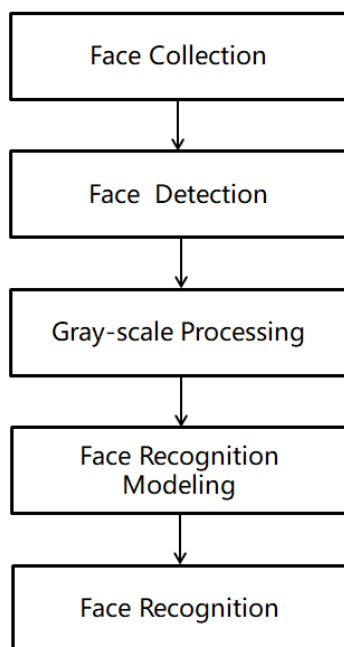 Face Collection
Face Detection
Gray-scale Processing
Face Recognition
Modeling
Face Recognition